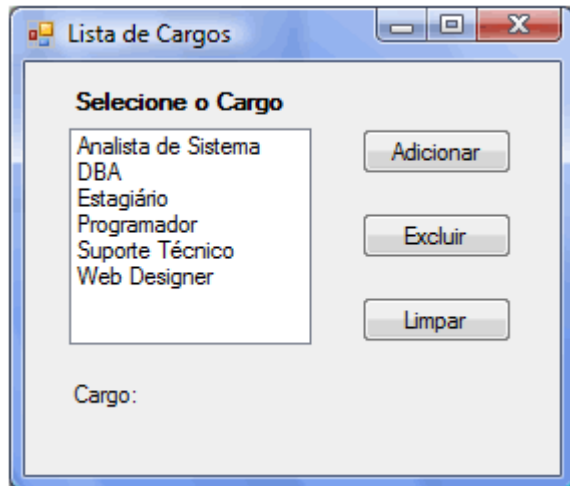 Lista de Cargos
Selecione o Cargo
Analista de Sistema
DBA
Estagiário
Programador
Suporte Técnico
Web Designer
Adicionar
Excluir
Limpar
Cargo: